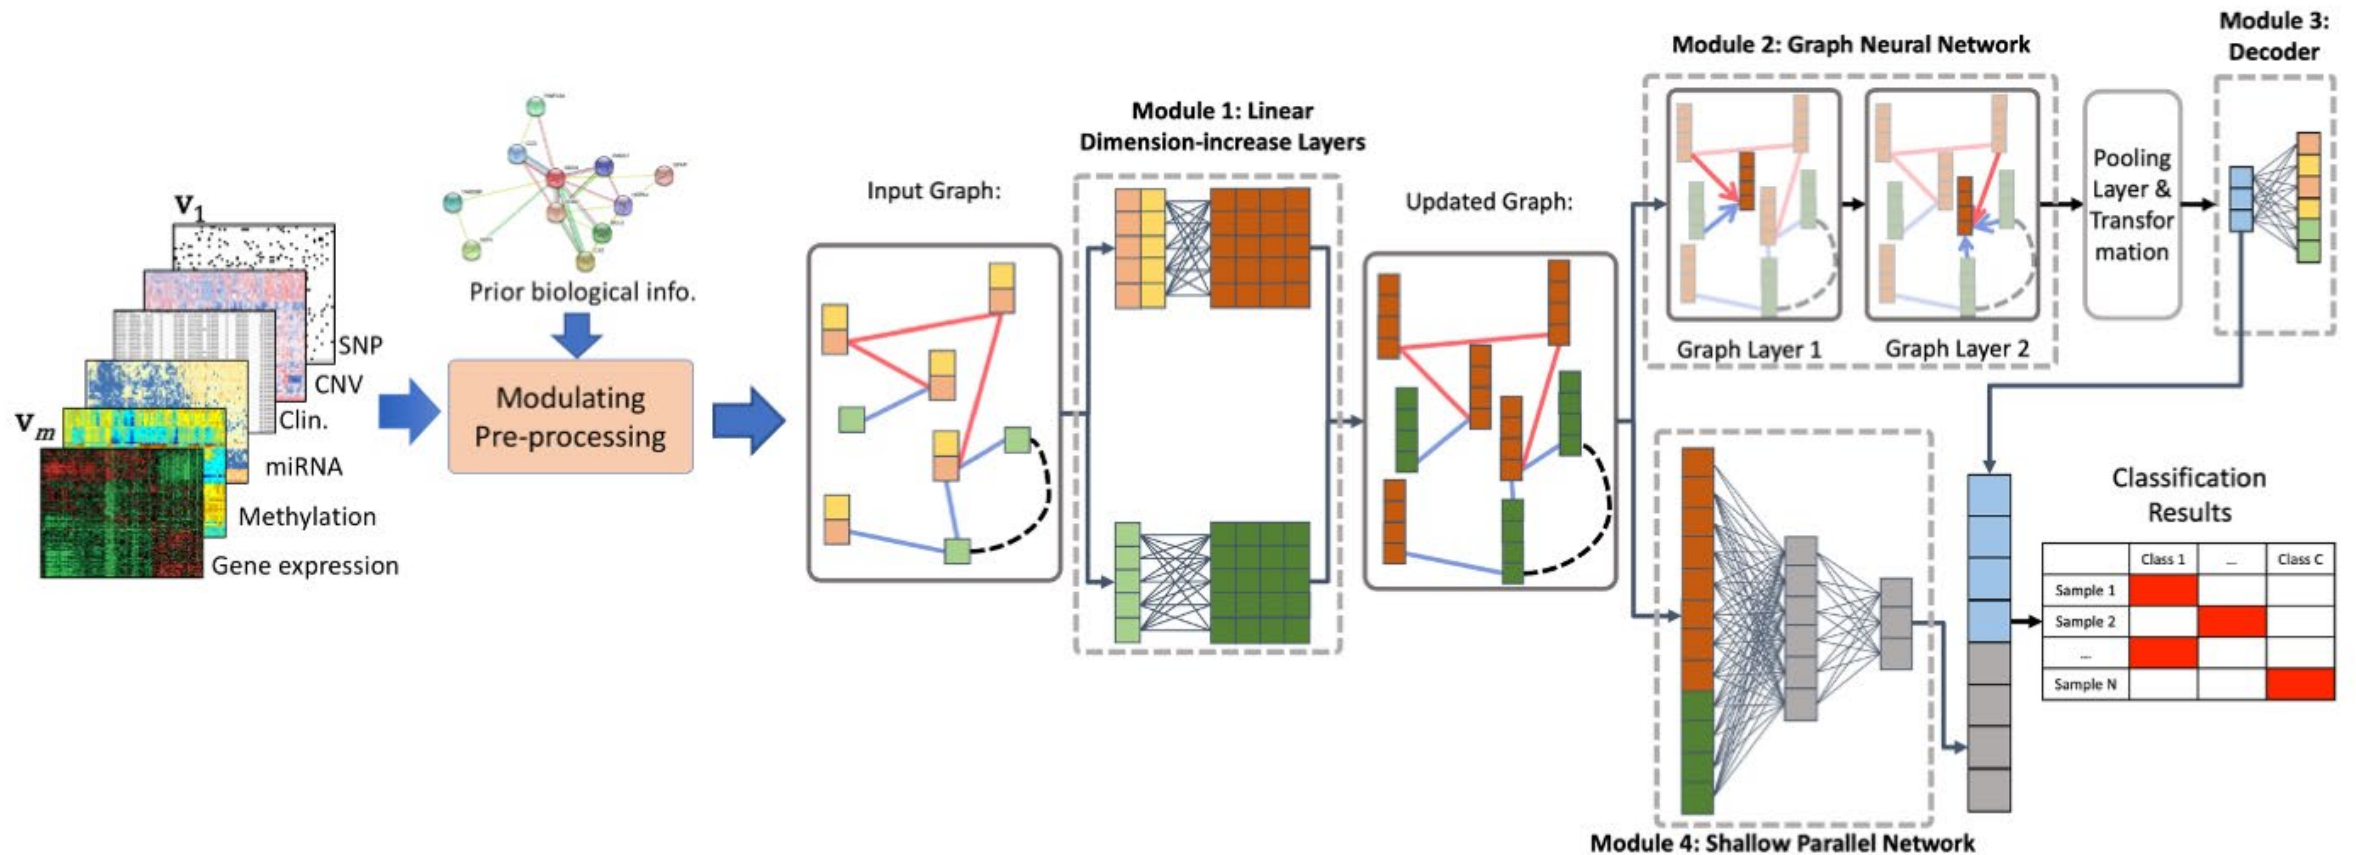 V1
SNP
CNV
Clin.
Vm
miRNA
Methylation
Gene expression
Prior biological info.
Modulating
Pre-processing
Input Graph:
Module 1: Linear
Dimension-increase Layers
Updated Graph:
Module 2: Graph Neural Network
Graph Layer 1
Graph Layer 2
Pooling
Layer &
Transfor
mation
Module 3:
Decoder
Module 4: Shallow Parallel Network
Classification
Results
Class 1 ... Class C
Sample 1
Sample 2
....
Sample N